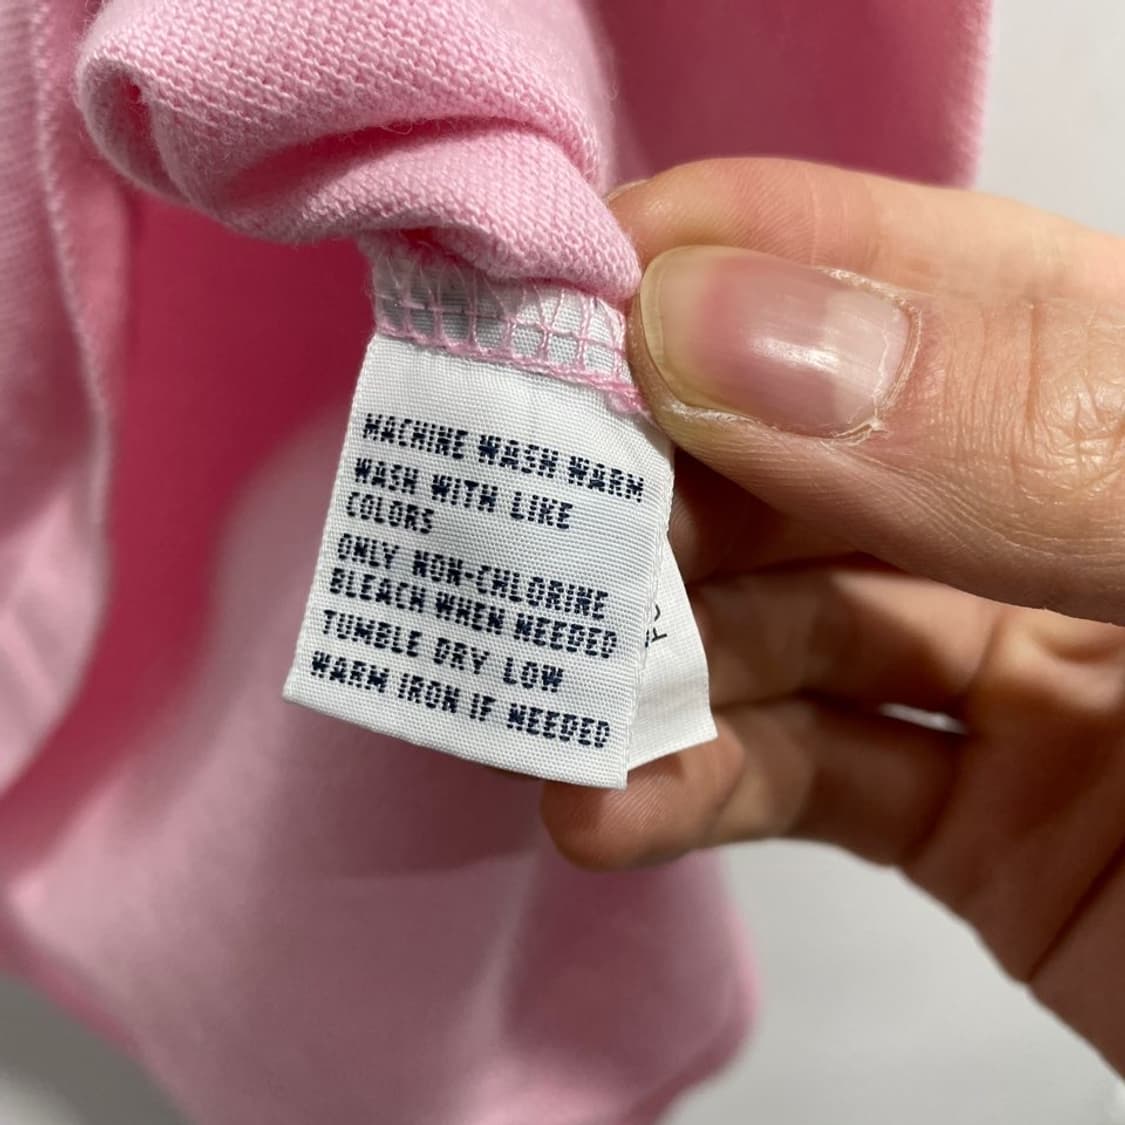 MACHINE WASH WARM
WASH WITH LIKE
COLORS
ONLY NON-CHLORINE
BLEACH WHEN NEEDED
TUMBLE DRY LOW
WARM IRON IF NEEDED